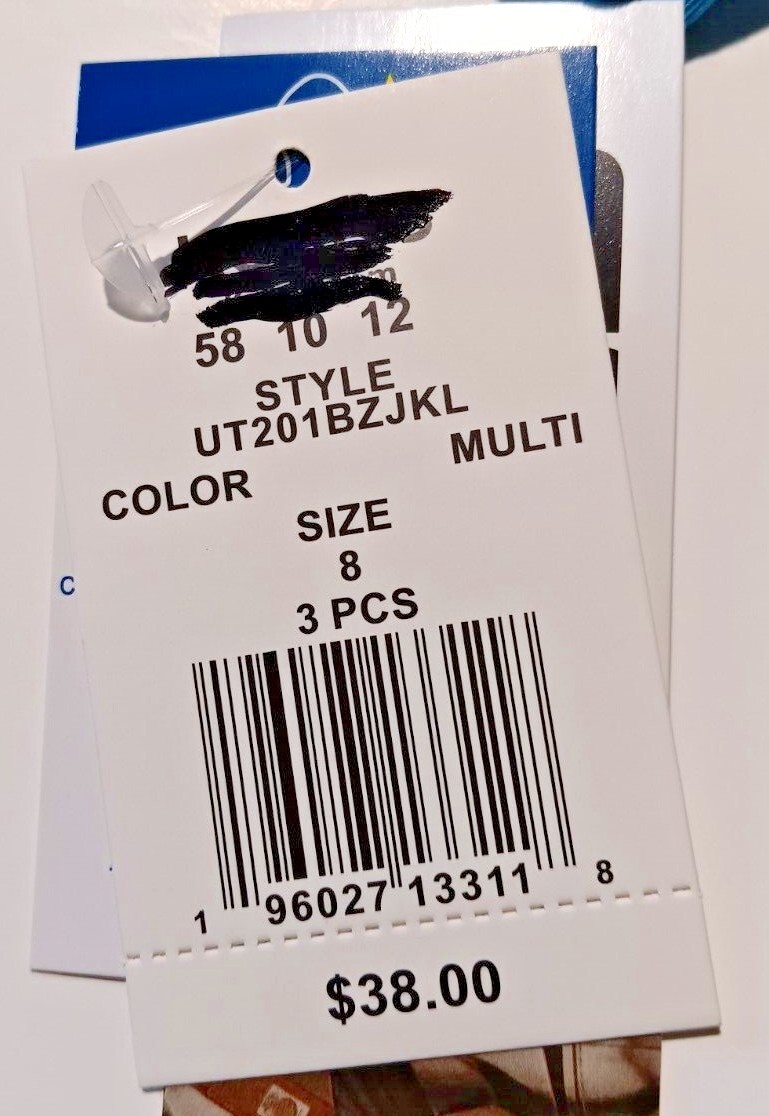 58 10 12
STYLE
UT201BZJKL
COLOR MULTI
SIZE
8
3 PCS
1 96027 13311 8
$38.00